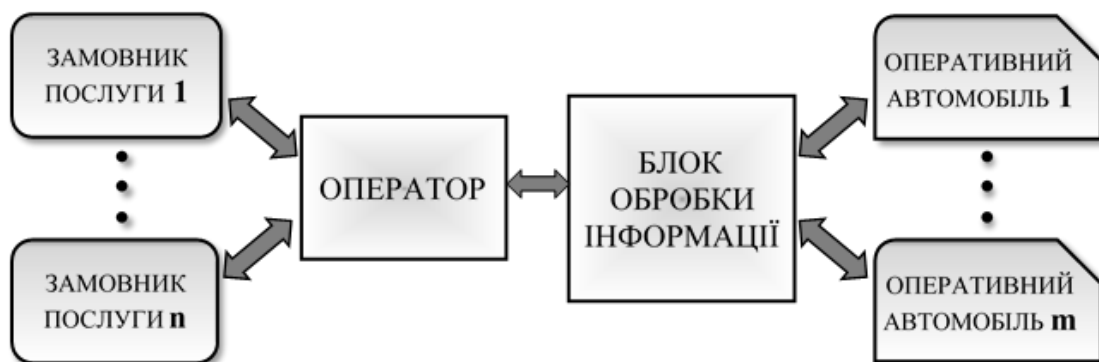 ЗАМОВНИК
ПОСЛУГИ 1
ЗАМОВНИК
ПОСЛУГИ n
ОПЕРАТОР
БЛОК
ОБРОБКИ
ІНФОРМАЦІЇ
ОПЕРАТИВНИЙ
АВТОМОБІЛЬ 1
ОПЕРАТИВНИЙ
АВТОМОБІЛЬ m